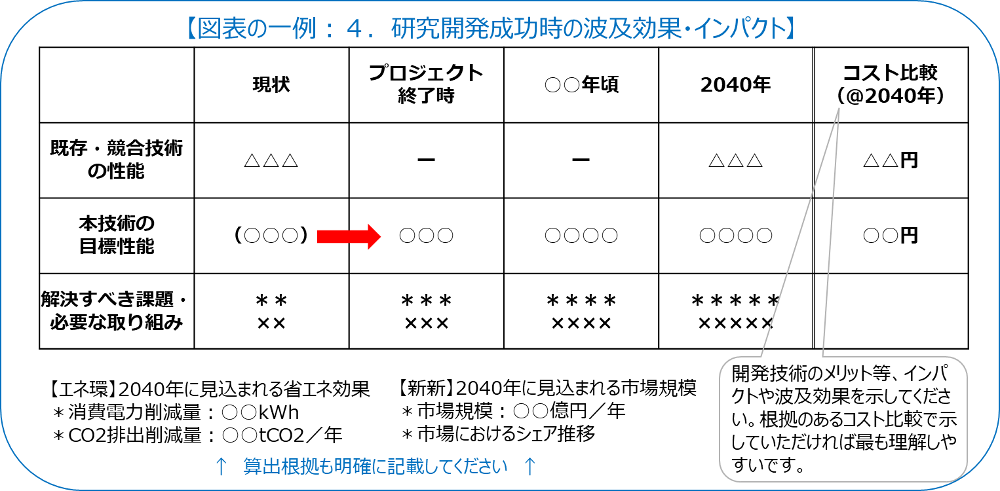 【図表の一例：４．研究開発成功時の波及効果・インパクト】
現状
プロジェクト
終了時
○○年頃
2040年
コスト比較
（@2040年）
既存・競合技術
の性能
△△△
ー
ー
△△△
△△円
本技術の
目標性能
（○○○）
○○○
○○○○
○○○○
○○円
解決すべき課題・
必要な取り組み
＊＊
××
＊＊＊
×××
＊＊＊＊
××××
＊＊＊＊＊
×××××
【エネ環】2040年に見込まれる省エネ効果
＊消費電力削減量：○○kWh
＊CO2排出削減量：○○tCO2／年
【新新】2040年に見込まれる市場規模
＊市場規模：○○億円／年
＊市場におけるシェア推移
↑　算出根拠も明確に記載してください　↑
開発技術のメリット等、インパ
クトや波及効果を示してくださ
い。根拠のあるコスト比較で示
していただければ最も理解しや
すいです。